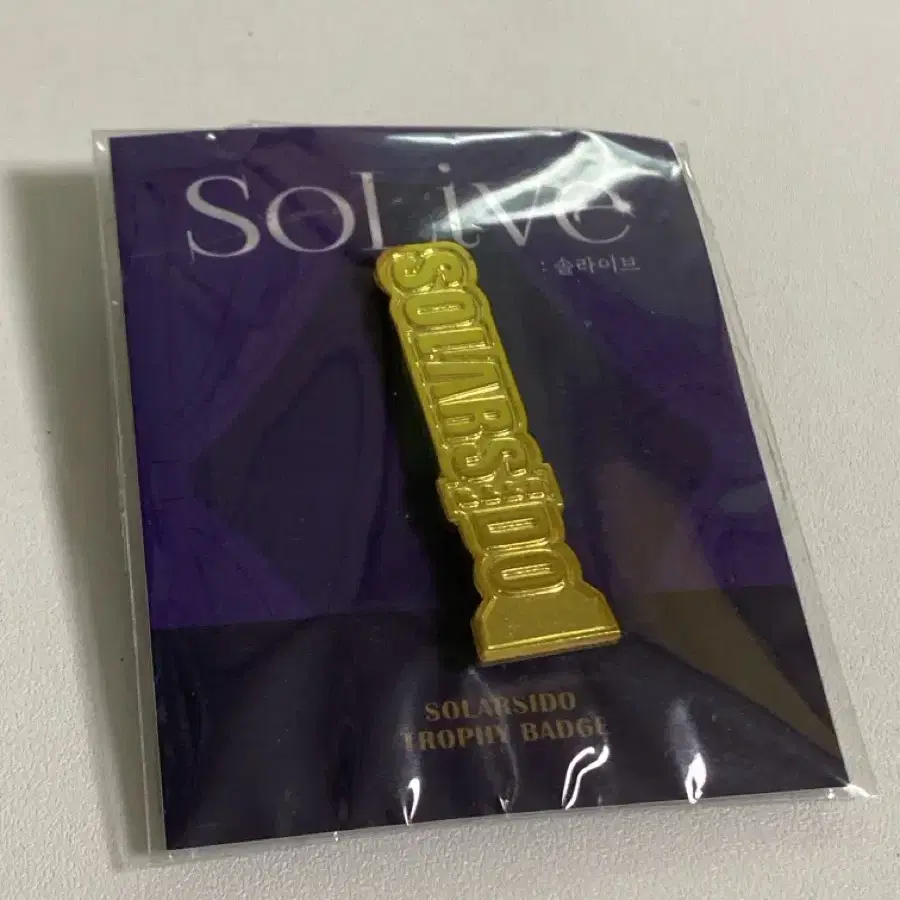 SoLive
: 솔라이브
SOLARSIDO
SOLARSIDO
TROPHY BADGE